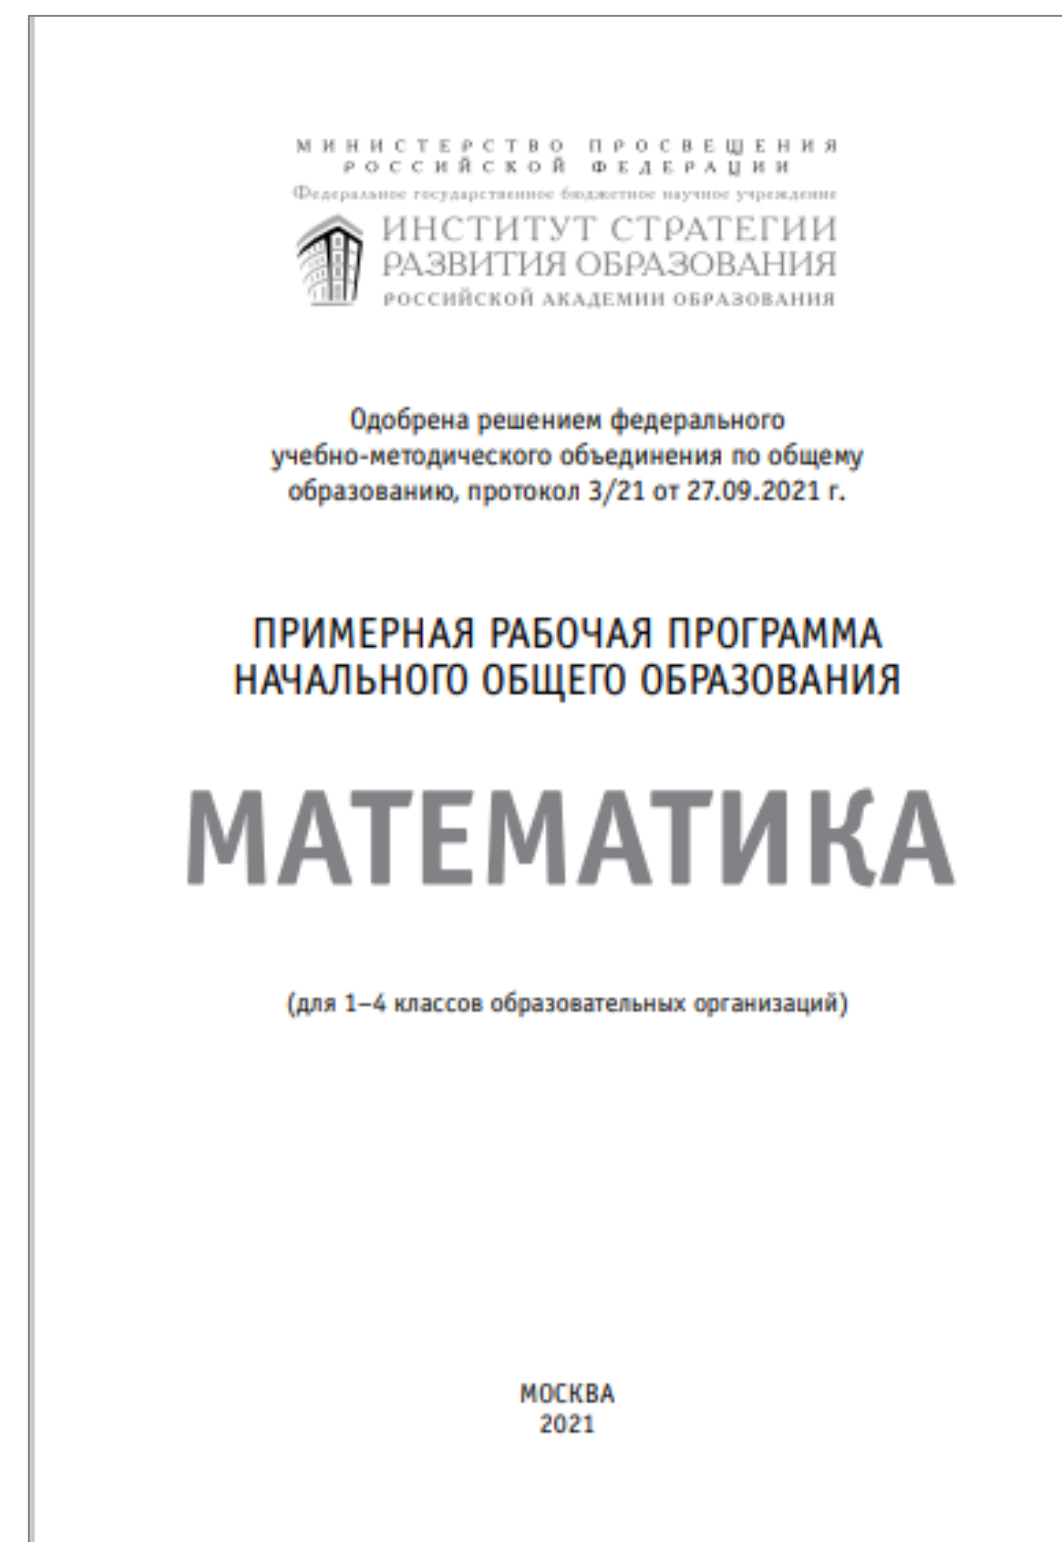 МИНИСТЕРСТВО ПРОСВЕЩЕНИЯ
РОССИЙСКОЙ ФЕДЕРАЦИИ
Федеральное государственное бюджетное научное учреждение
ИНСТИТУТ СТРАТЕГИИ
РАЗВИТИЯ ОБРАЗОВАНИЯ
РОССИЙСКОЙ АКАДЕМИИ ОБРАЗОВАНИЯ
Одобрена решением федерального
учебно-методического объединения по общему
образованию, протокол 3/21 от 27.09.2021 г.
ПРИМЕРНАЯ РАБОЧАЯ ПРОГРАММА
НАЧАЛЬНОГО ОБЩЕГО ОБРАЗОВАНИЯ
МАТЕМАТИКА
(для 1–4 классов образовательных организаций)
МОСКВА
2021